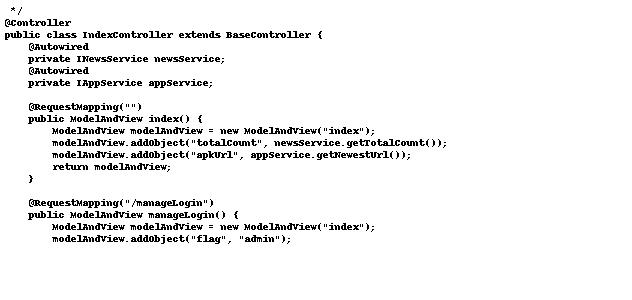 */
@Controller
public class IndexController extends BaseController {
    @Autowired
    private INewsService newsService;
    @Autowired
    private IAppService appService;

    @RequestMapping("")
    public ModelAndView index() {
        ModelAndView modelAndView = new ModelAndView("index");
        modelAndView.addObject("totalCount", newsService.getTotalCount());
        modelAndView.addObject("apkUrl", appService.getNewestUrl());
        return modelAndView;
    }

    @RequestMapping("/manageLogin")
    public ModelAndView manageLogin() {
        ModelAndView modelAndView = new ModelAndView("index");
        modelAndView.addObject("flag", "admin");